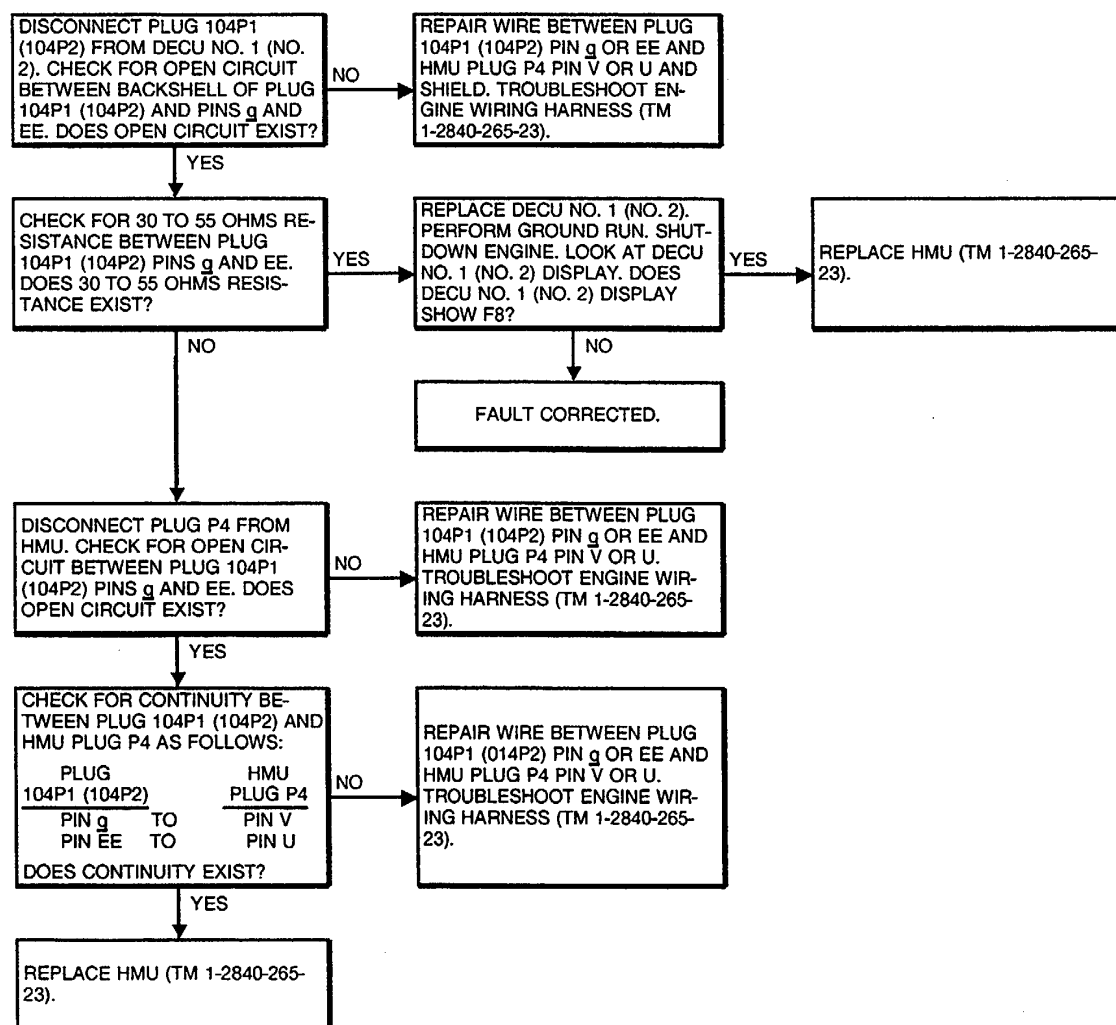 DISCONNECT PLUG 104P1
(104P2) FROM DECU NO. 1 (NO.
2). CHECK FOR OPEN CIRCUIT
BETWEEN BACKSHELL OF PLUG
104P1 (104P2) AND PINS g AND
EE. DOES OPEN CIRCUIT EXIST?
NO
REPAIR WIRE BETWEEN PLUG
104P1 (104P2) PIN g OR EE AND
HMU PLUG P4 PIN V OR U AND
SHIELD. TROUBLESHOOT EN-
GINE WIRING HARNESS (TM
1-2840-265-23).
YES
CHECK FOR 30 TO 55 OHMS RE-
SISTANCE BETWEEN PLUG
104P1 (104P2) PINS g AND EE.
DOES 30 TO 55 OHMS RESIS-
TANCE EXIST?
YES
REPLACE DECU NO. 1 (NO. 2).
PERFORM GROUND RUN. SHUT-
DOWN ENGINE. LOOK AT DECU
NO. 1 (NO. 2) DISPLAY. DOES
DECU NO. 1 (NO. 2) DISPLAY
SHOW F8?
YES
REPLACE HMU (TM 1-2840-265-
23).
NO
NO
FAULT CORRECTED.
DISCONNECT PLUG P4 FROM
HMU. CHECK FOR OPEN CIR-
CUIT BETWEEN PLUG 104P1
(104P2) PINS g AND EE. DOES
OPEN CIRCUIT EXIST?
NO
REPAIR WIRE BETWEEN PLUG
104P1 (104P2) PIN g OR EE AND
HMU PLUG P4 PIN V OR U.
TROUBLESHOOT ENGINE WIR-
ING HARNESS (TM 1-2840-265-
23).
YES
CHECK FOR CONTINUITY BE-
TWEEN PLUG 104P1 (104P2) AND
HMU PLUG P4 AS FOLLOWS:
PLUG HMU
104P1 (104P2) PLUG P4
PIN g TO PIN V
PIN EE TO PIN U
DOES CONTINUITY EXIST?
NO
REPAIR WIRE BETWEEN PLUG
104P1 (014P2) PIN g OR EE AND
HMU PLUG P4 PIN V OR U.
TROUBLESHOOT ENGINE WIR-
ING HARNESS (TM 1-2840-265-
23).
YES
REPLACE HMU (TM 1-2840-265-
23).